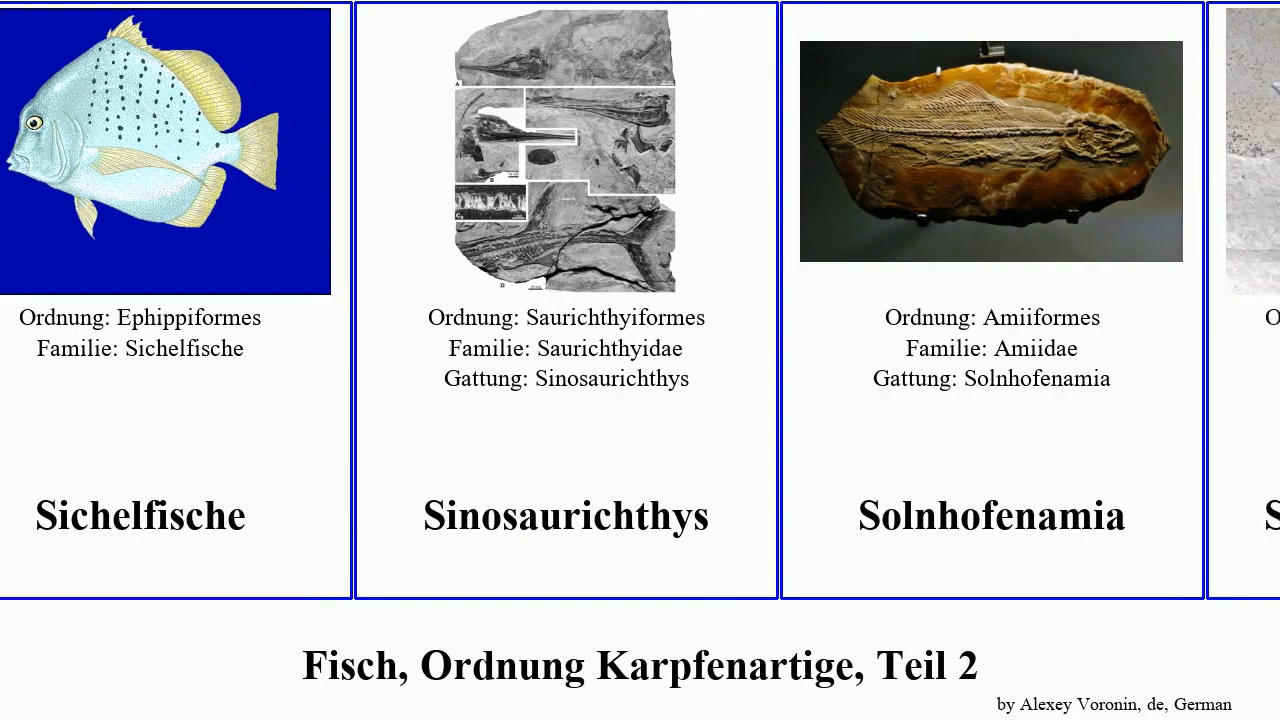 Ordnung: Ephippiformes
Familie: Sichelfische
Sichelfische
Ordnung: Saurichthyiformes
Familie: Saurichthyidae
Gattung: Sinosaurichthys
Sinosaurichthys
Ordnung: Amiiformes
Familie: Amiidae
Gattung: Solnhofenamia
Solnhofenamia
Fisch, Ordnung Karpfenartige, Teil 2
by Alexey Voronin, de, German